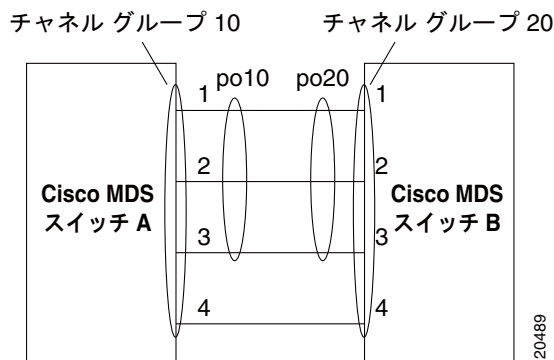 チャネル グループ 10
チャネル グループ 20
po10
po20
1
1
2
2
Cisco MDS
スイッチ A
Cisco MDS
スイッチ B
3
3
4
4
20489